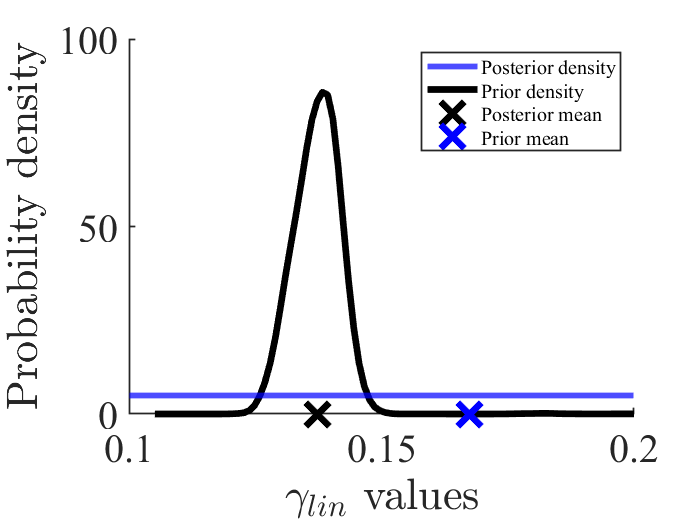 100
50
0
Probability density
Posterior density
Prior density
Posterior mean
Prior mean
0.1
0.15
0.2
γlin values